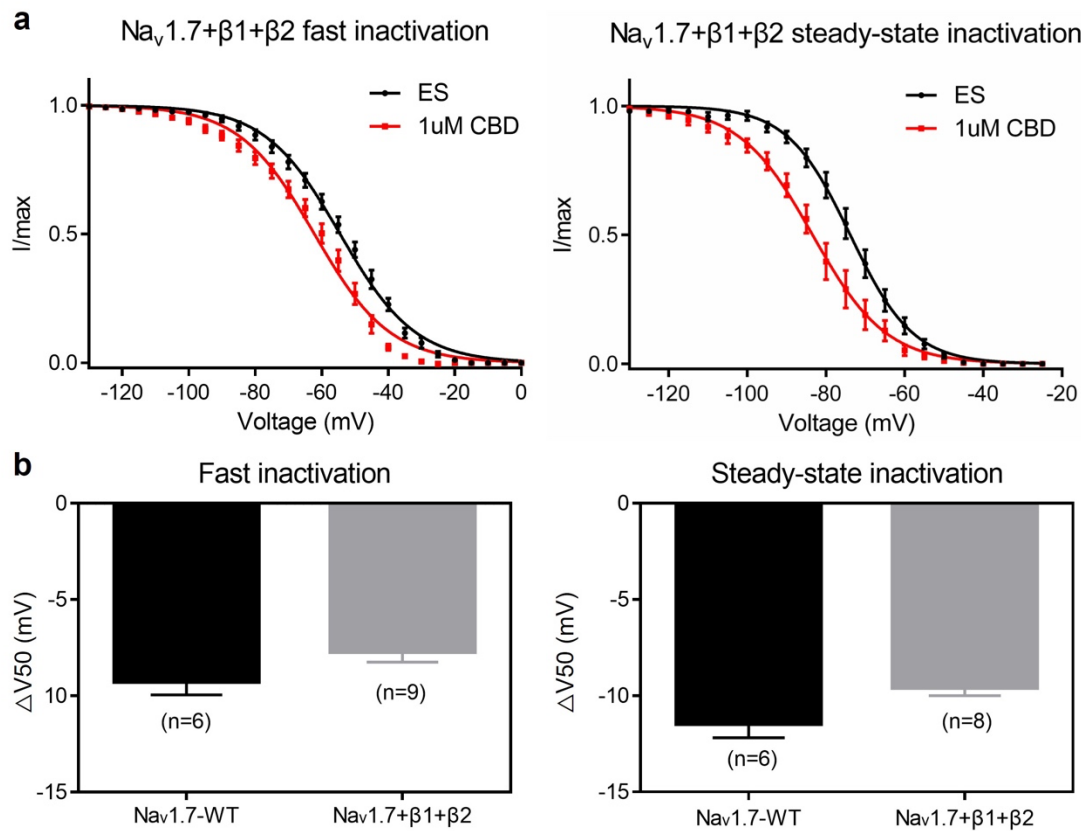 a
Nav1.7+β1+β2 fast inactivation
ES
1uM CBD
1.0
0.5
0.0
I/max
-120 -100 -80 -60 -40 -20 0
Voltage (mV)
Nav1.7+β1+β2 steady-state inactivation
ES
1uM CBD
1.0
0.5
0.0
I/max
-120 -100 -80 -60 -40 -20
Voltage (mV)
b
Fast inactivation
0
-5
-10
-15
△V50 (mV)
(n=6)
(n=9)
Nav1.7-WT Nav1.7+β1+β2
Steady-state inactivation
0
-5
-10
-15
△V50 (mV)
(n=6)
(n=8)
Nav1.7-WT Nav1.7+β1+β2